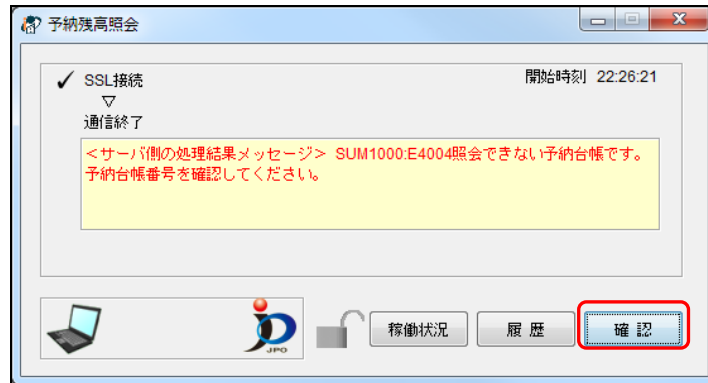 予納残高照会
✓ SSL接続
開始時刻 22:26:21
▽
通信終了
<サーバ側の処理結果メッセージ> SUM1000:E4004照会できない予納台帳です。
予納台帳番号を確認してください。
JPO
稼働状況
履 歴
確 認